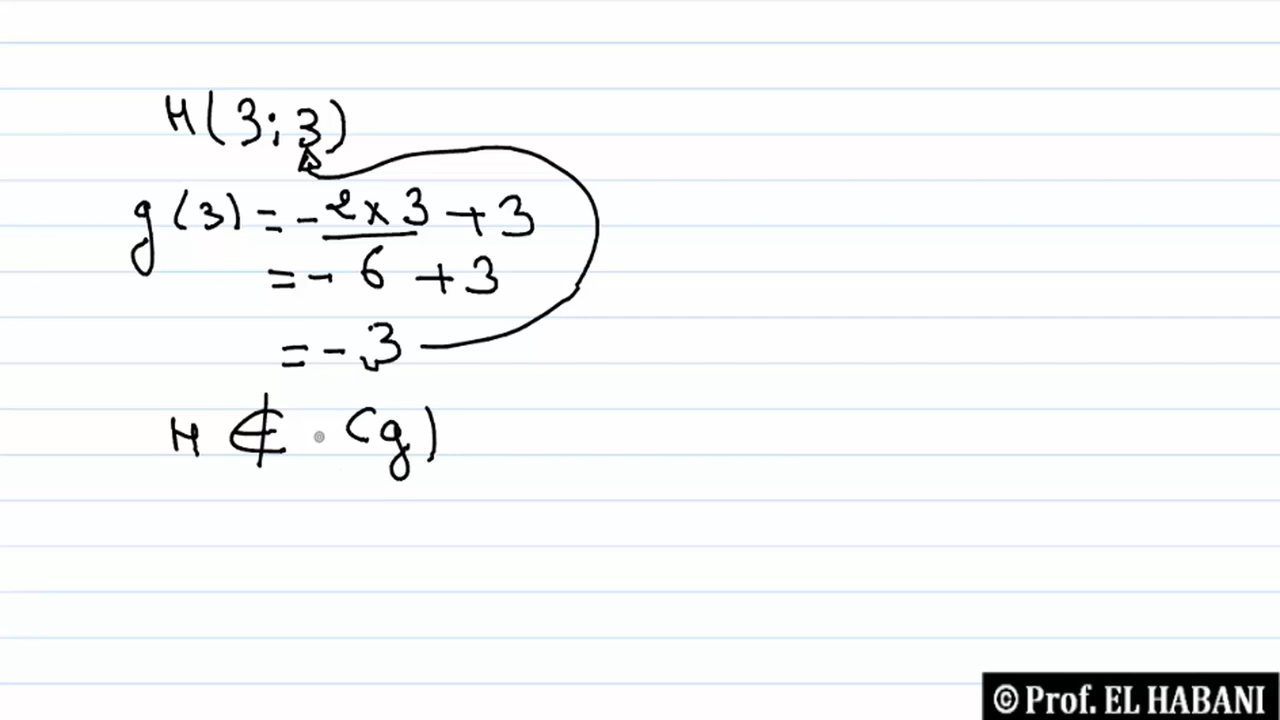 H(3;3)
g(3) = -2x3 +3
= - 6 +3
= - 3
H ∉ (g)
© Prof. EL HABANI